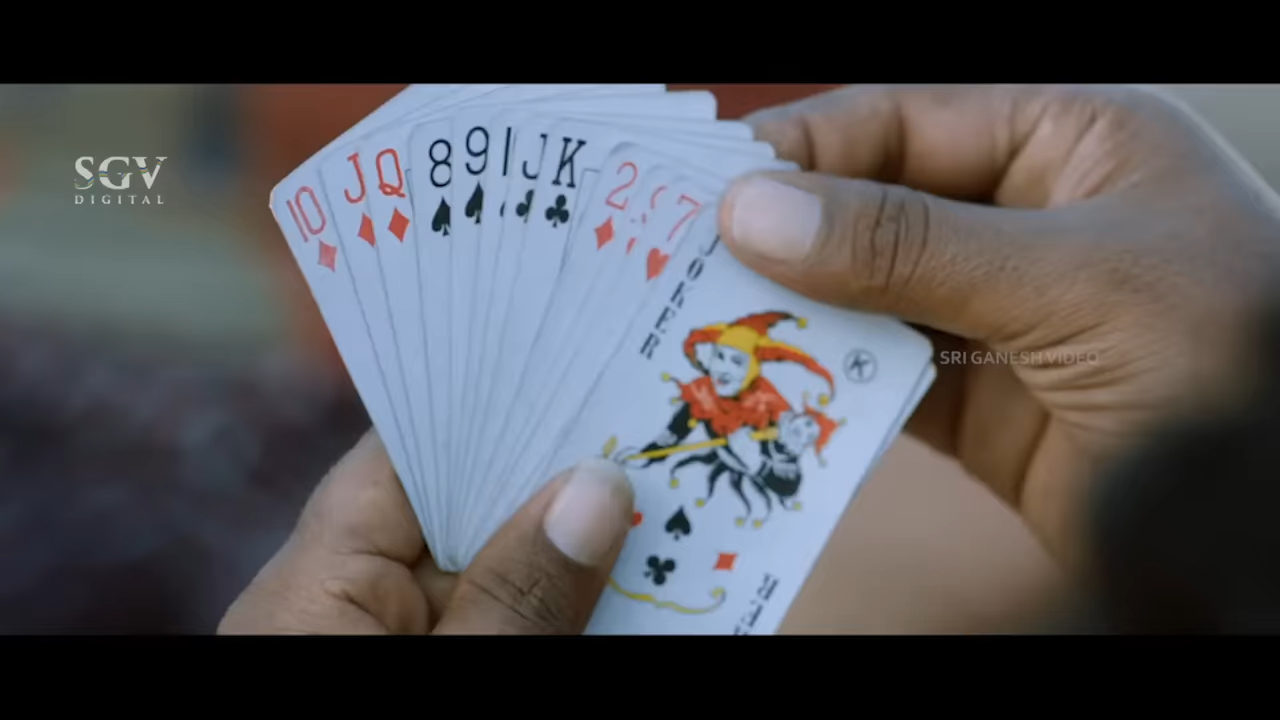 SGV
DIGITAL
10 J Q 8 9 J K 2 7
JOKER
K
SRI GANESH VIDEO